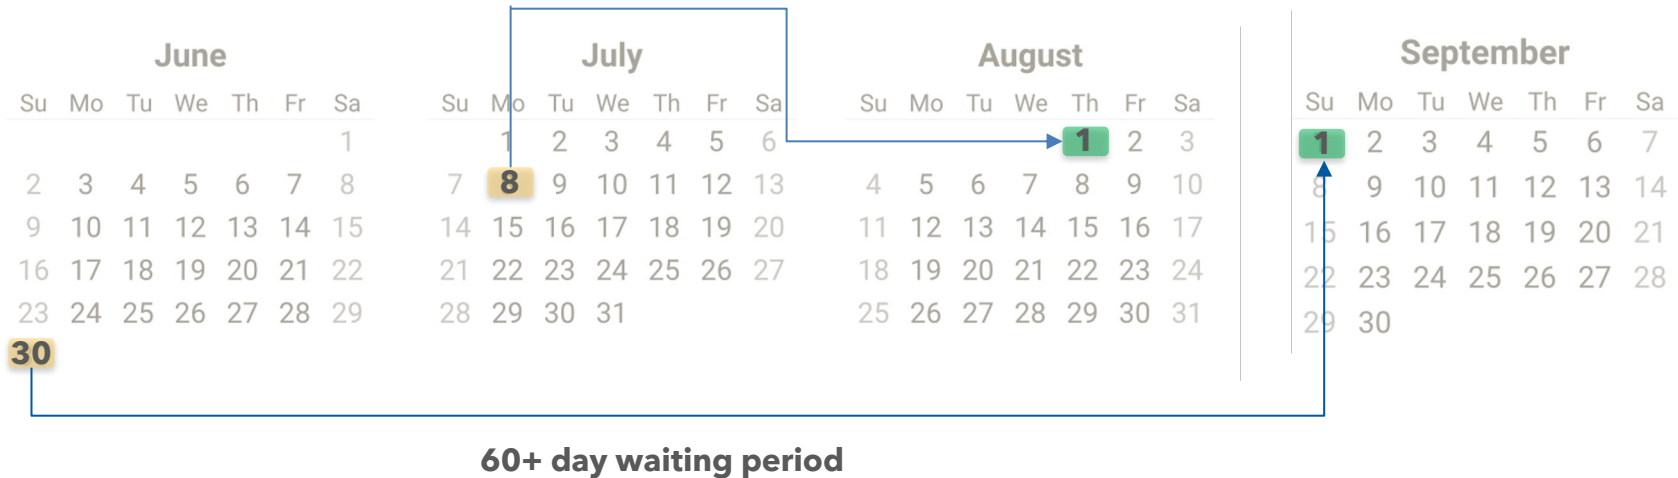 June
Su Mo Tu We Th Fr Sa
1
2 3 4 5 6 7 8
9 10 11 12 13 14 15
16 17 18 19 20 21 22
23 24 25 26 27 28 29
30
July
Su Mo Tu We Th Fr Sa
1 2 3 4 5 6
7 8 9 10 11 12 13
14 15 16 17 18 19 20
21 22 23 24 25 26 27
28 29 30 31
August
Su Mo Tu We Th Fr Sa
1 2 3
4 5 6 7 8 9 10
11 12 13 14 15 16 17
18 19 20 21 22 23 24
25 26 27 28 29 30 31
September
Su Mo Tu We Th Fr Sa
1 2 3 4 5 6 7
8 9 10 11 12 13 14
15 16 17 18 19 20 21
22 23 24 25 26 27 28
29 30
60+ day waiting period